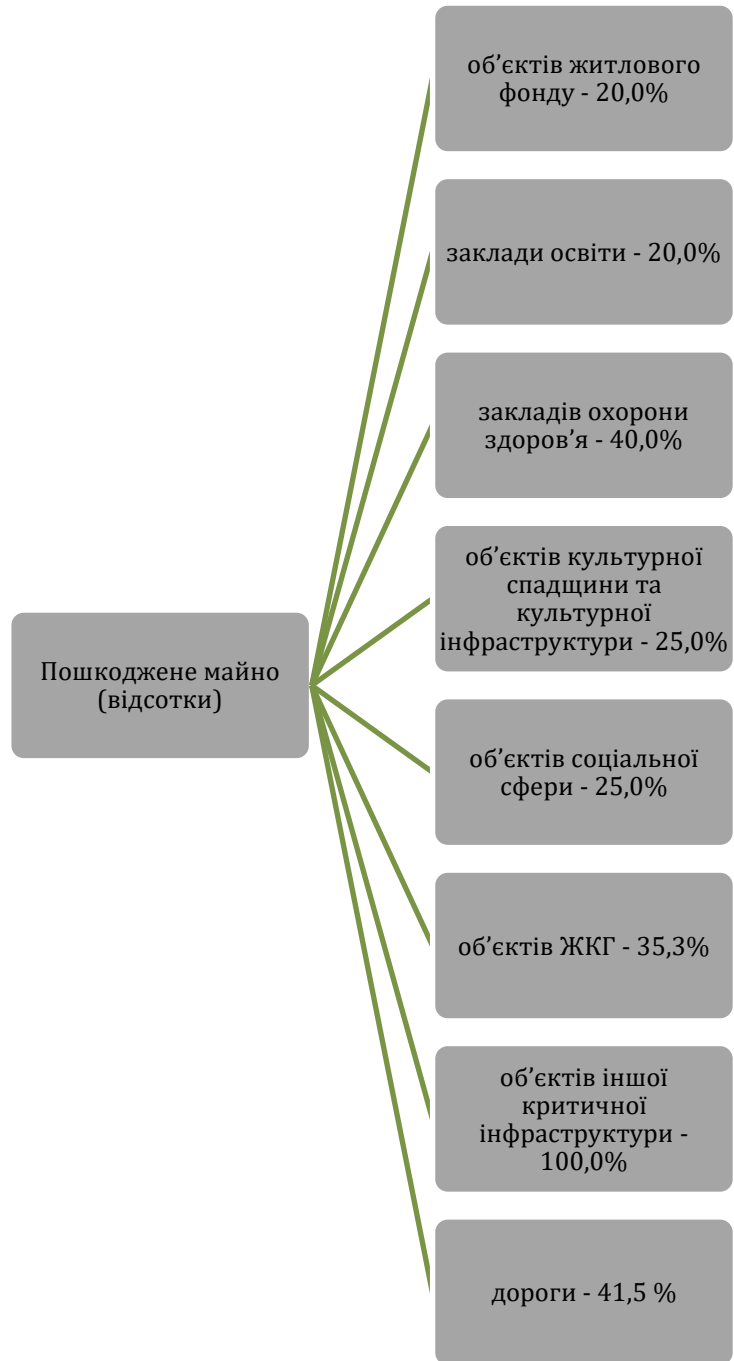 об’єктів житлового
фонду - 20,0%
заклади освіти - 20,0%
закладів охорони
здоров’я - 40,0%
об’єктів культурної
спадщини та
культурної
інфраструктури - 25,0%
Пошкоджене майно
(відсотки)
об’єктів соціальної
сфери - 25,0%
об’єктів ЖКГ - 35,3%
об’єктів іншої
критичної
інфраструктури -
100,0%
дороги - 41,5 %